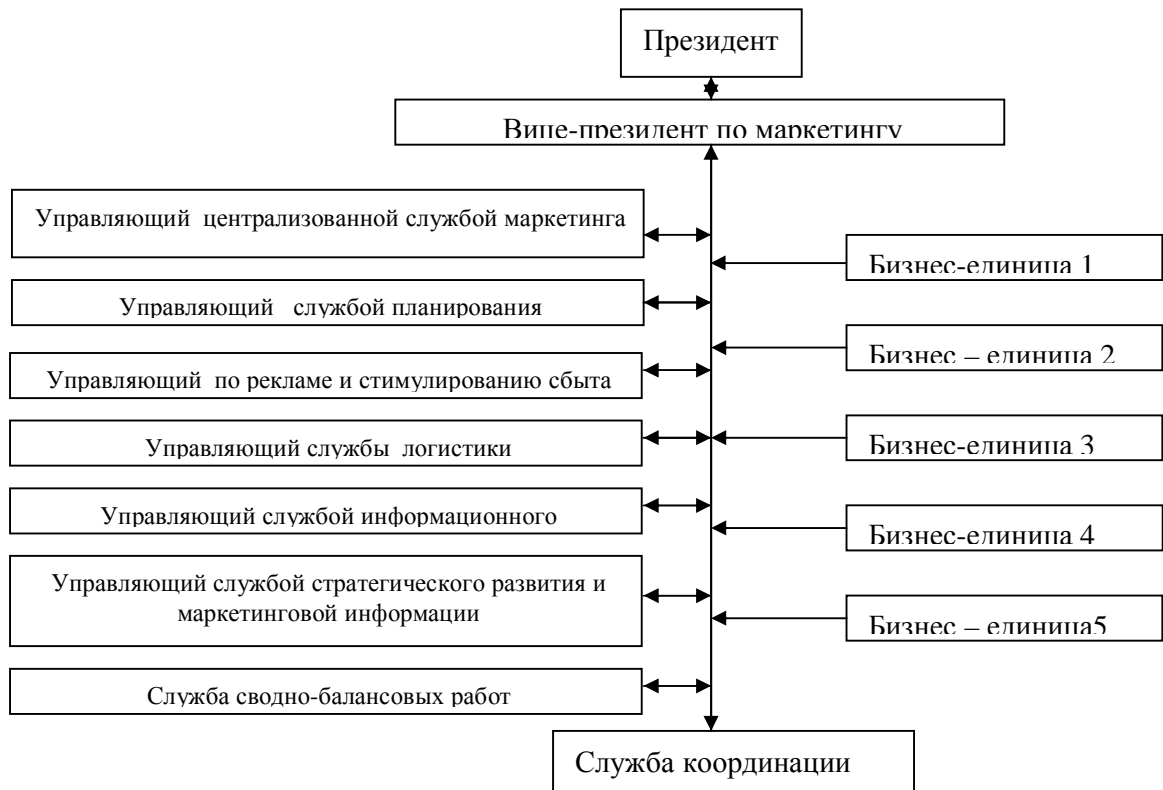 Президент
Вице-президент по маркетингу
Управляющий централизованной службой маркетинга
Бизнес-единица 1
Управляющий службой планирования
Бизнес – единица 2
Управляющий по рекламе и стимулированию сбыта
Управляющий службы логистики
Бизнес-единица 3
Управляющий службой информационного
Бизнес-единица 4
Управляющий службой стратегического развития и
маркетинговой информации
Бизнес – единица5
Служба сводно-балансовых работ
Служба координации